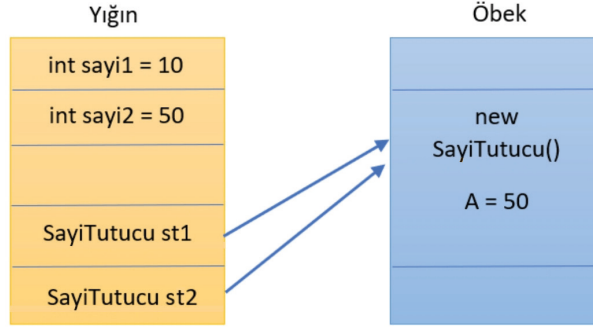 Yığın
int sayi1 = 10
int sayi2 = 50
SayiTutucu st1
SayiTutucu st2
Öbek
new
SayiTutucu()
A = 50